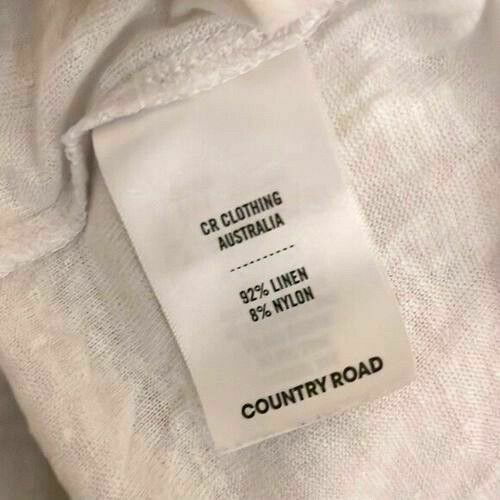 CR CLOTHING
AUSTRALIA
----------
92% LINEN
8% NYLON
COUNTRY ROAD